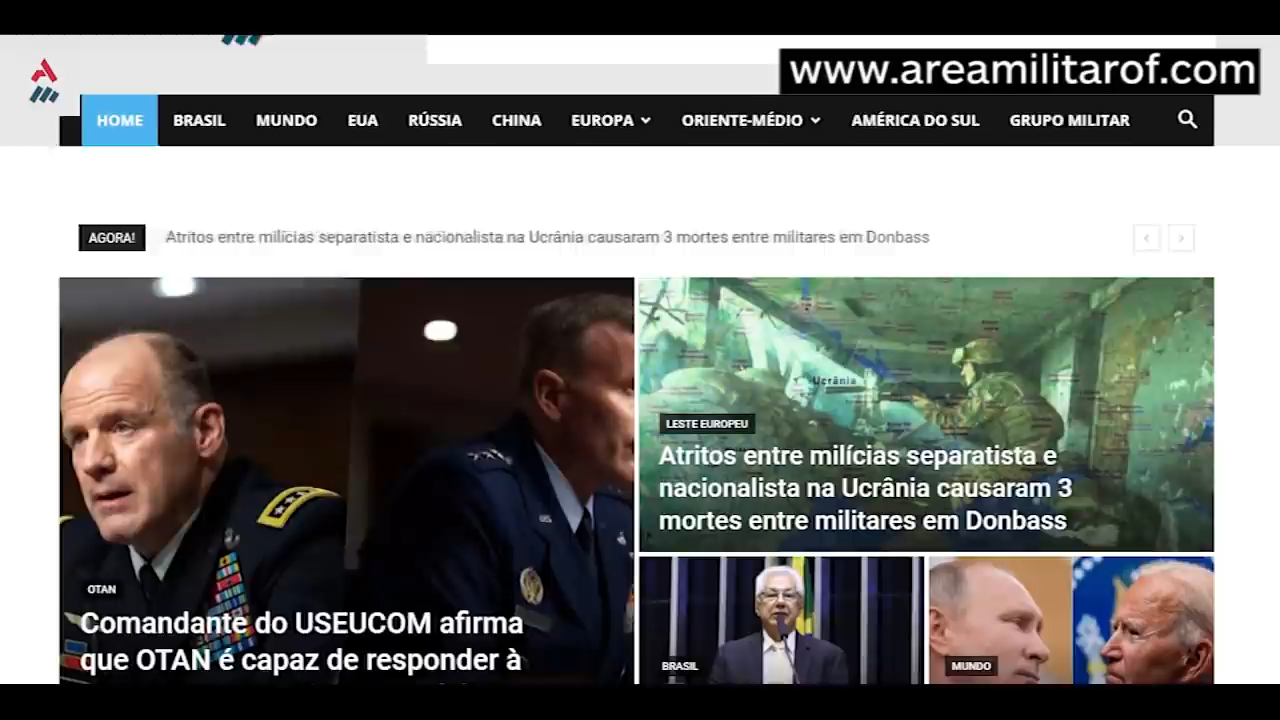 www.areamilitarof.com
HOME BRASIL MUNDO EUA RÚSSIA CHINA EUROPA ORIENTE-MÉDIO AMÉRICA DO SUL GRUPO MILITAR
AGORA! Atritos entre milícias separatista e nacionalista na Ucrânia causaram 3 mortes entre militares em Donbass
Ucrânia
LESTE EUROPEU
Atritos entre milícias separatista e
nacionalista na Ucrânia causaram 3
mortes entre militares em Donbass
OTAN
Comandante do USEUCOM afirma
que OTAN é capaz de responder à
BRASIL
MUNDO